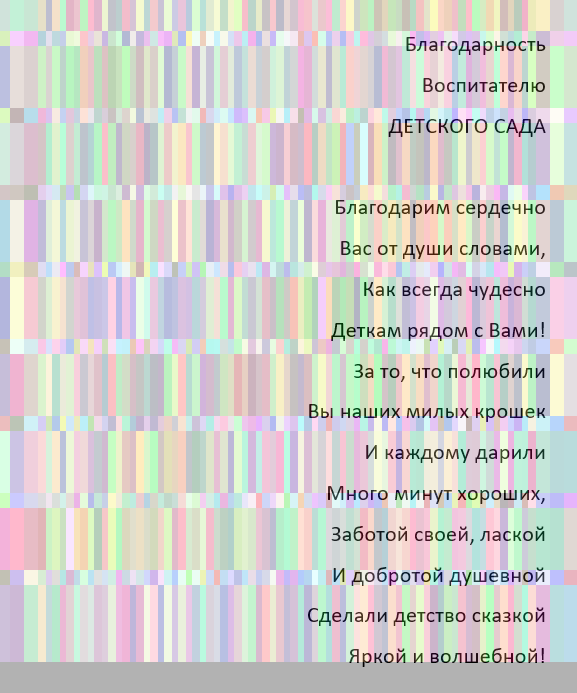 Благодарность
Воспитателю
ДЕТСКОГО САДА
Благодарим сердечно
Вас от души словами,
Как всегда чудесно
Деткам рядом с Вами!
За то, что полюбили
Вы наших милых крошек
И каждому дарили
Много минут хороших,
Заботой своей, лаской
И добротой душевной
Сделали детство сказкой
Яркой и волшебной!